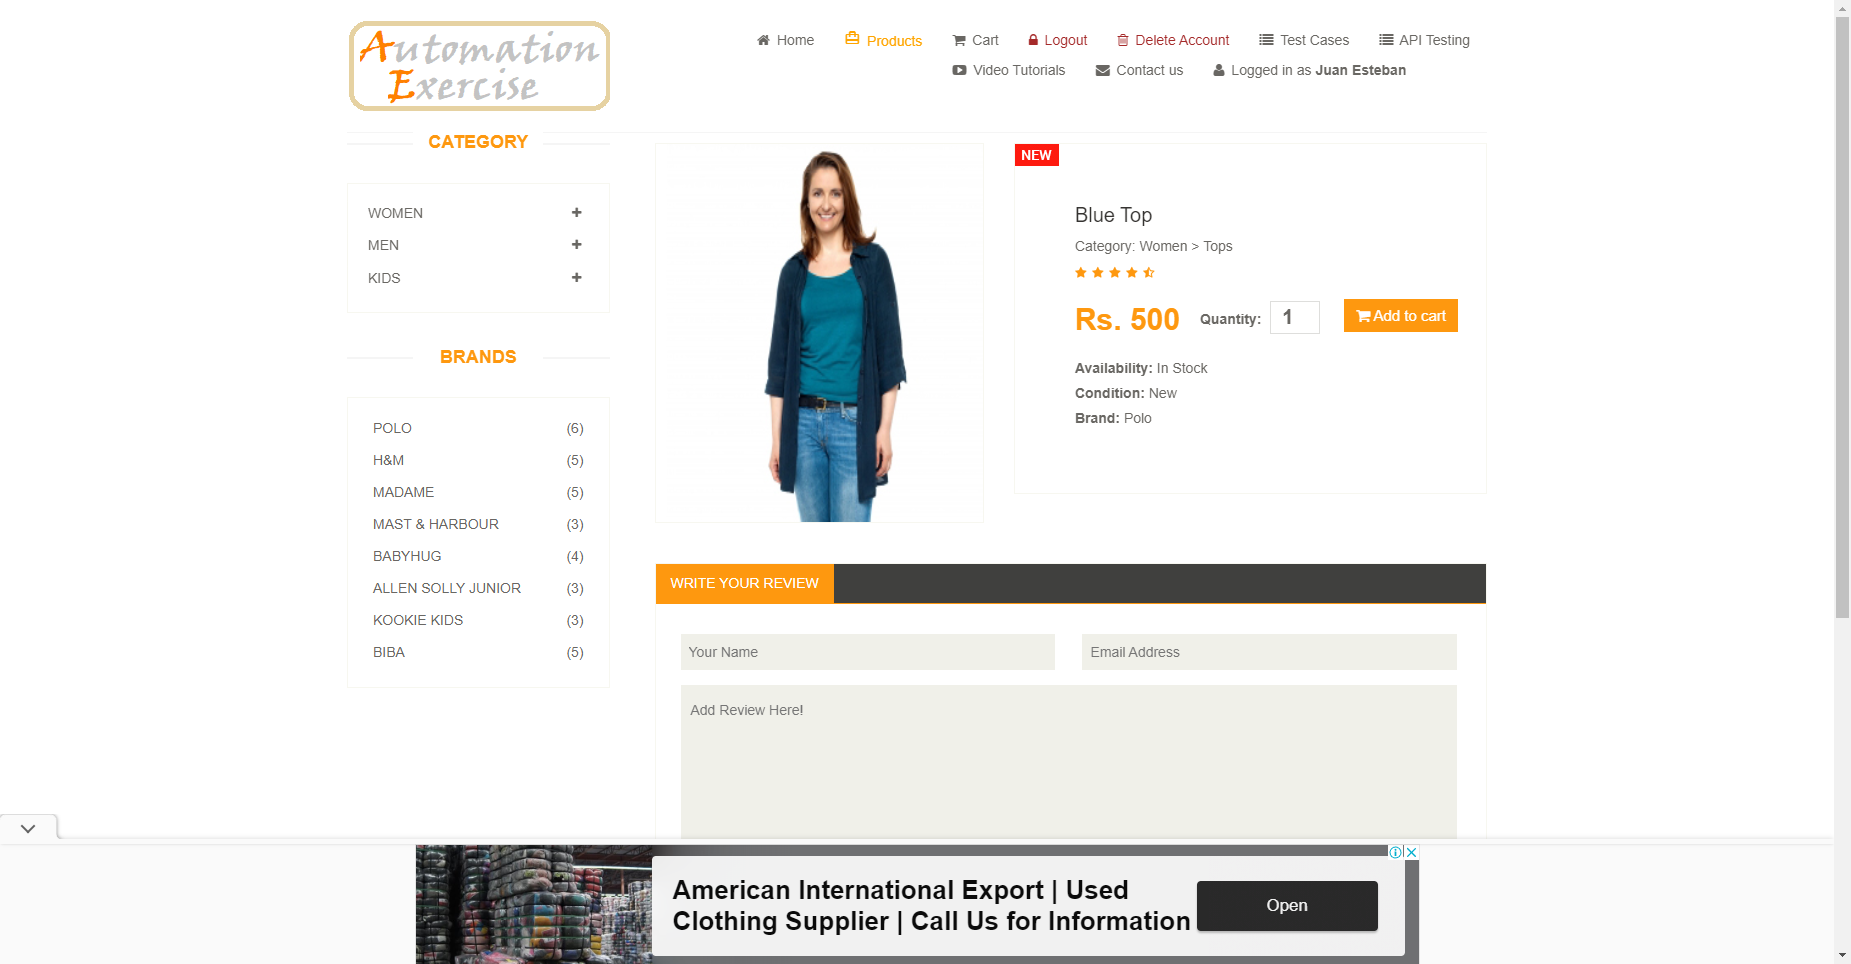 Automation
Exercise
Home
Products
Cart
Logout
Delete Account
Test Cases
API Testing
Video Tutorials
Contact us
Logged in as Juan Esteban
CATEGORY
WOMEN
MEN
KIDS
BRANDS
POLO (6)
H&M (5)
MADAME (5)
MAST & HARBOUR (3)
BABYHUG (4)
ALLEN SOLLY JUNIOR (3)
KOOKIE KIDS (3)
BIBA (5)
NEW
Blue Top
Category: Women > Tops
Rs. 500 Quantity: 1 Add to cart
Availability: In Stock
Condition: New
Brand: Polo
WRITE YOUR REVIEW
Your Name
Email Address
Add Review Here!
American International Export | Used
Clothing Supplier | Call Us for Information
Open